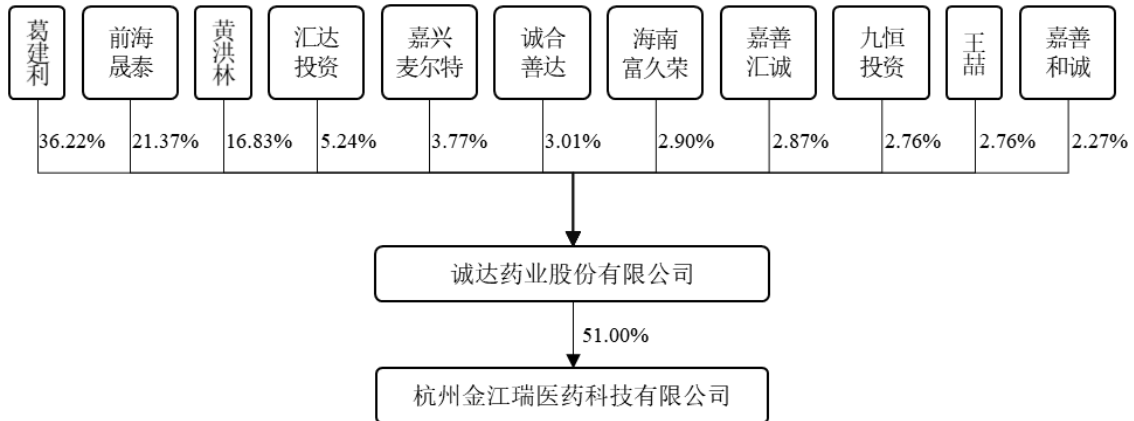 葛建利
前海
晟泰
黄洪林
汇达
投资
嘉兴
麦尔特
诚合
善达
海南
富久荣
嘉善
汇诚
九恒
投资
王喆
嘉善
和诚
36.22%
21.37%
16.83%
5.24%
3.77%
3.01%
2.90%
2.87%
2.76%
2.76%
2.27%
诚达药业股份有限公司
51.00%
杭州金江瑞医药科技有限公司